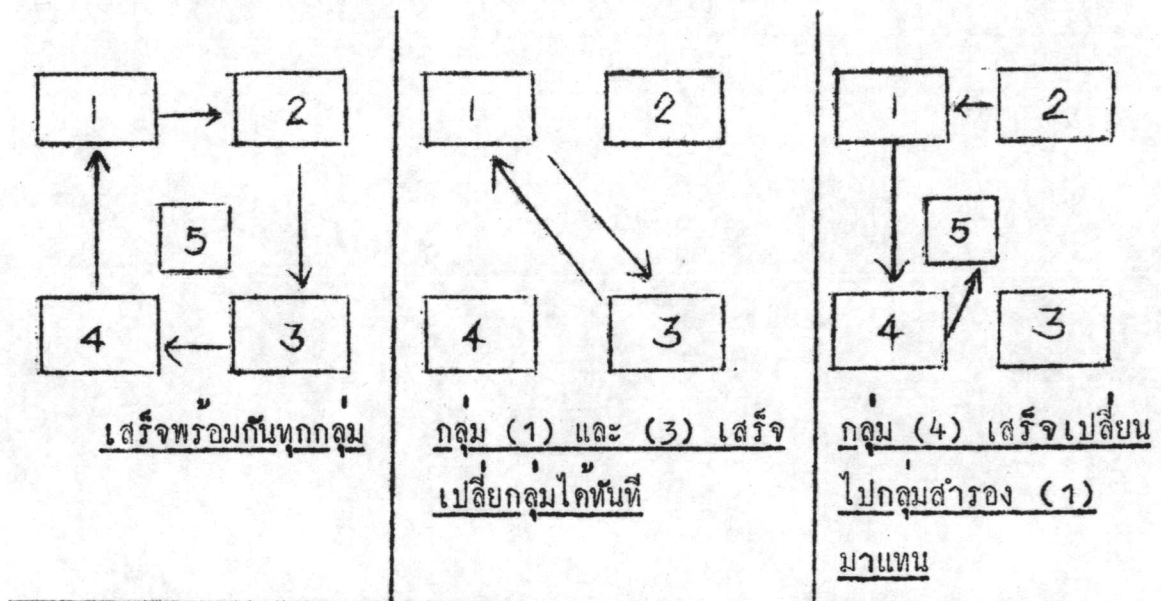 1
2
5
4
3
เสร็จพร้อมกันทุกกลุ่ม
1
2
4
3
กลุ่ม (1) และ (3) เสร็จ
เปลี่ยกลุ่มได้ทันที
1
2
5
4
3
กลุ่ม (4) เสร็จเปลี่ยน
ไปกลุ่มสำรอง (1)
มาแทน